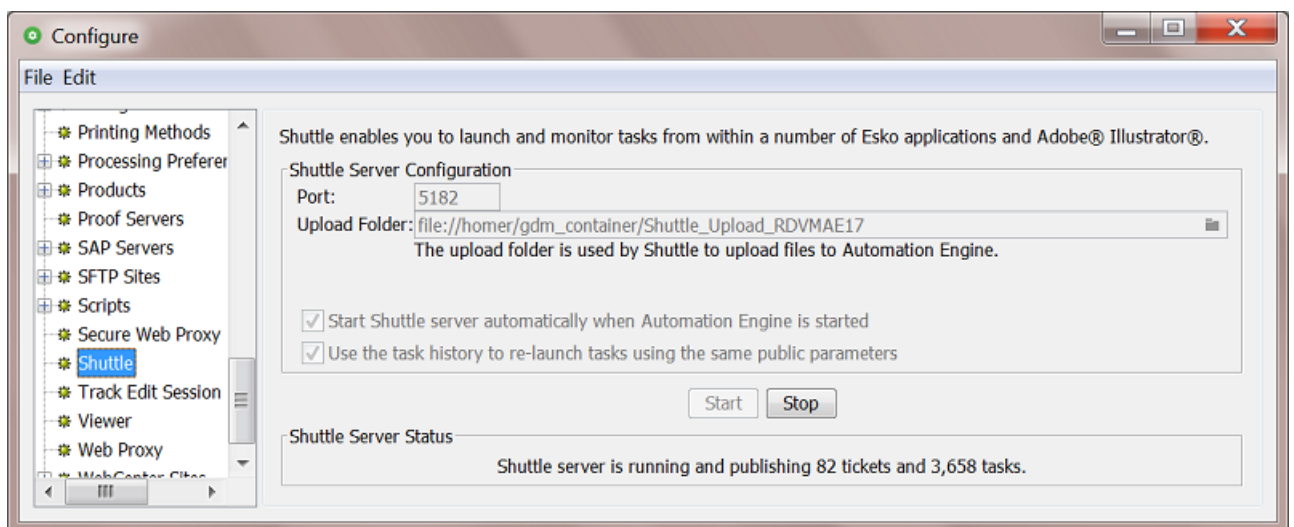 Configure
File Edit
Printing Methods
Processing Prefere
Products
Proof Servers
SAP Servers
SFTP Sites
Scripts
Secure Web Proxy
Shuttle
Track Edit Session
Viewer
Web Proxy
WebCenter Sites
Shuttle enables you to launch and monitor tasks from within a number of Esko applications and Adobe® Illustrator®.
Shuttle Server Configuration
Port: 5182
Upload Folder: file://homer/gdm_container/Shuttle_Upload_RDVMAE17
The upload folder is used by Shuttle to upload files to Automation Engine.
Start Shuttle server automatically when Automation Engine is started
Use the task history to re-launch tasks using the same public parameters
Start Stop
Shuttle Server Status
Shuttle server is running and publishing 82 tickets and 3,658 tasks.